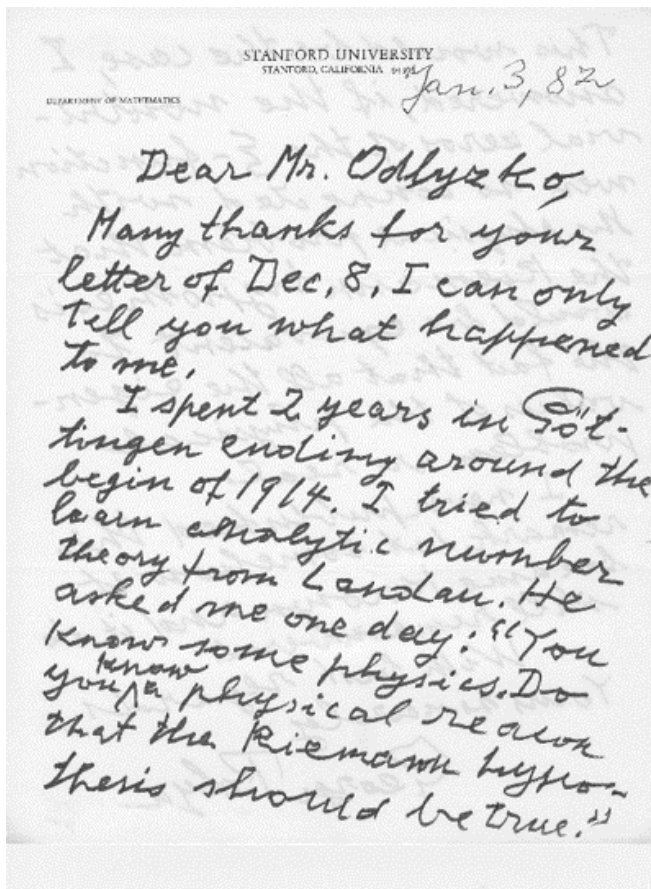 STANFORD UNIVERSITY
STANFORD, CALIFORNIA
Jan. 3, 82
DEPARTMENT OF MATHEMATICS
Dear Mr. Odlyzko,
Many thanks for your
letter of Dec. 8. I can only
tell you what happened
to me.
I spent 2 years in Göt-
tingen ending around the
begin of 1914. I tried to
learn analytic number
theory from Landau. He
asked me one day: "You
know some physics. Do
you know a physical reason
that the Riemann hypo-
thesis should be true."